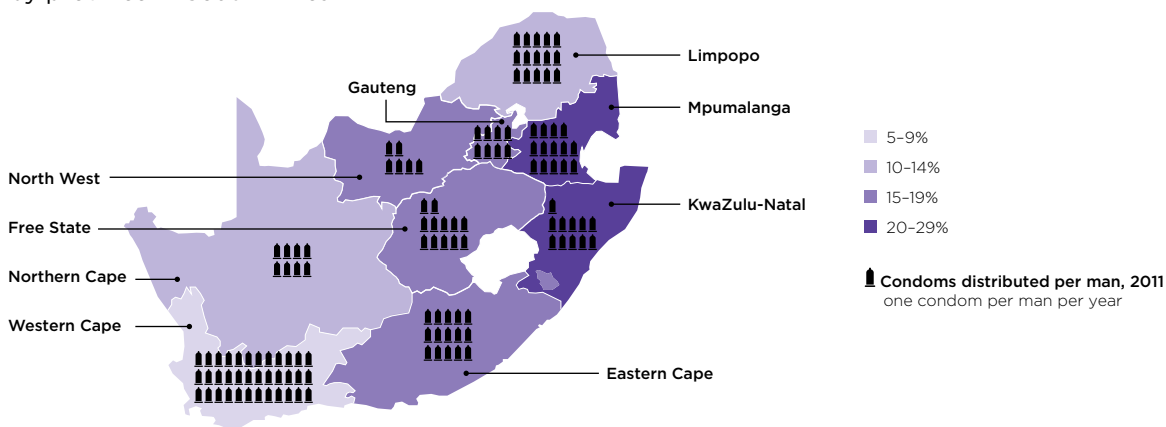 Limpopo
Gauteng
Mpumalanga
5–9%
10–14%
North West
15–19%
KwaZulu-Natal
Free State
20–29%
Northern Cape
Condoms distributed per man, 2011
one condom per man per year
Western Cape
Eastern Cape